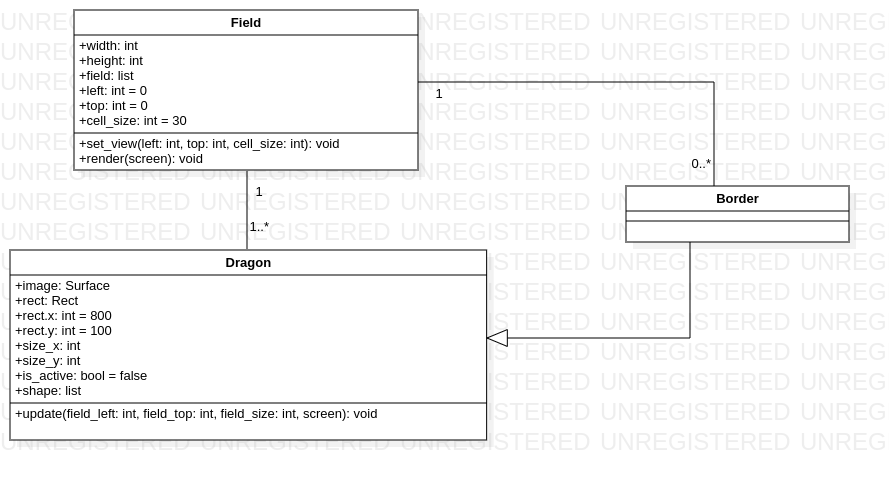 Field
+width: int
+height: int
+field: list
+left: int = 0
+top: int = 0
+cell_size: int = 30
+set_view(left: int, top: int, cell_size: int): void
+render(screen): void
1
0..*
Border
1
1..*
Dragon
+image: Surface
+rect: Rect
+rect.x: int = 800
+rect.y: int = 100
+size_x: int
+size_y: int
+is_active: bool = false
+shape: list
+update(field_left: int, field_top: int, field_size: int, screen): void
UNREGISTERED UNREGISTERED UNREGISTERED UNREGISTERED